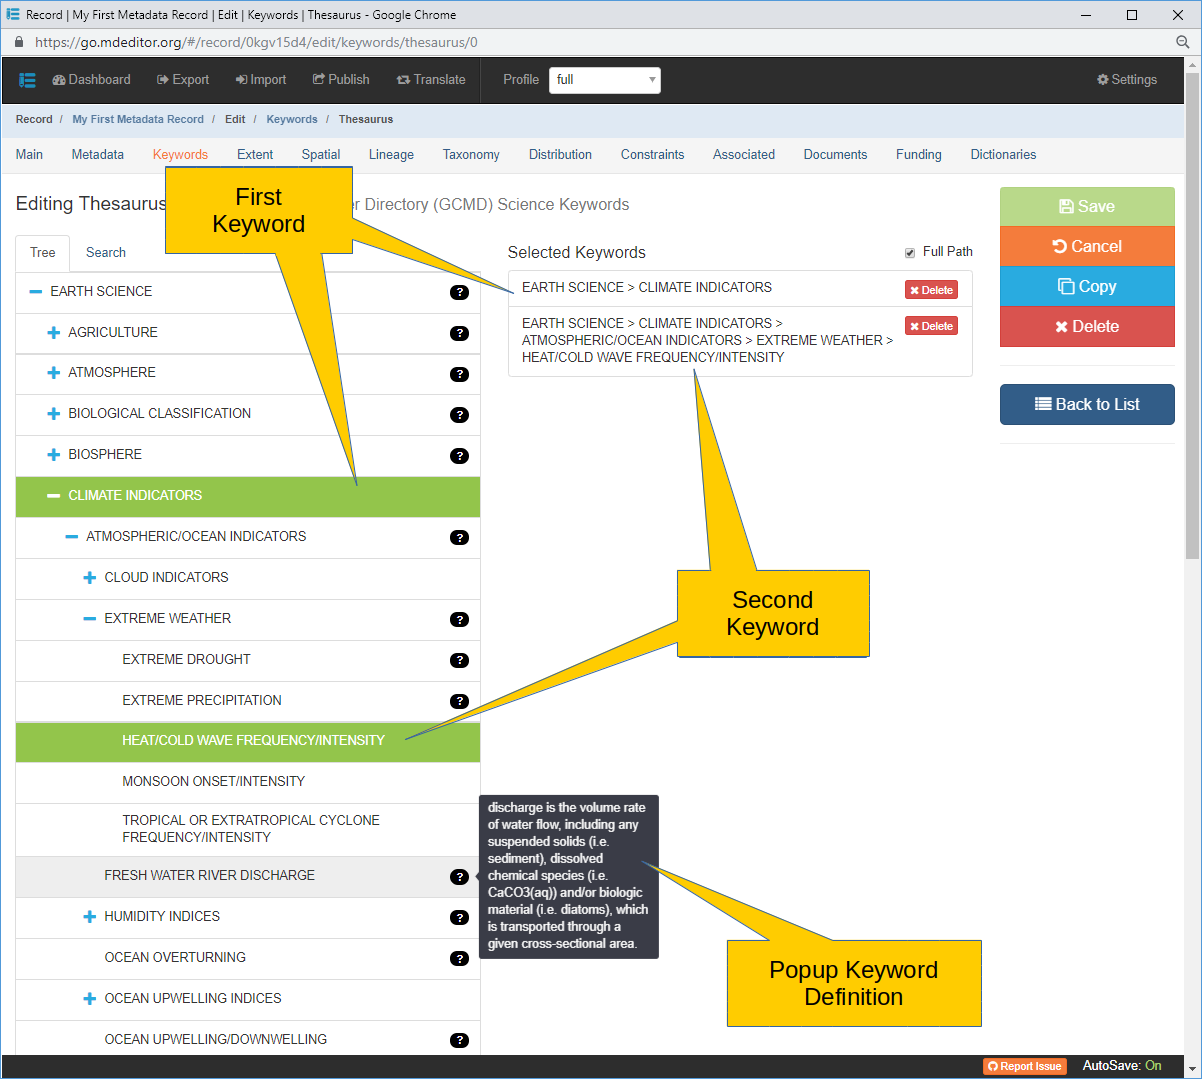 Record | My First Metadata Record | Edit | Keywords | Thesaurus - Google Chrome
https://go.mdeditor.org/#/record/0kgv15d4/edit/keywords/thesaurus/0
Dashboard Export Import Publish Translate Profile full Settings
Record / My First Metadata Record / Edit / Keywords / Thesaurus
Main Metadata Keywords Extent Spatial Lineage Taxonomy Distribution Constraints Associated Documents Funding Dictionaries
Editing Thesaurus
er Directory (GCMD) Science Keywords
First
Keyword
Save
Cancel
Copy
Delete
Back to List
Tree Search
Selected Keywords
Full Path
EARTH SCIENCE > CLIMATE INDICATORS
Delete
EARTH SCIENCE > CLIMATE INDICATORS >
ATMOSPHERIC/OCEAN INDICATORS > EXTREME WEATHER >
HEAT/COLD WAVE FREQUENCY/INTENSITY
Delete
EARTH SCIENCE ?
AGRICULTURE ?
ATMOSPHERE ?
BIOLOGICAL CLASSIFICATION ?
BIOSPHERE ?
CLIMATE INDICATORS
ATMOSPHERIC/OCEAN INDICATORS ?
CLOUD INDICATORS
EXTREME WEATHER ?
EXTREME DROUGHT ?
EXTREME PRECIPITATION ?
HEAT/COLD WAVE FREQUENCY/INTENSITY
MONSOON ONSET/INTENSITY
TROPICAL OR EXTRATROPICAL CYCLONE
FREQUENCY/INTENSITY
FRESH WATER RIVER DISCHARGE ?
HUMIDITY INDICES ?
OCEAN OVERTURNING ?
OCEAN UPWELLING INDICES
OCEAN UPWELLING/DOWNWELLING ?
Second
Keyword
discharge is the volume rate
of water flow, including any
suspended solids (i.e.
sediment), dissolved
chemical species (i.e.
CaCO3(aq)) and/or biologic
material (i.e. diatoms), which
is transported through a
given cross-sectional area.
Popup Keyword
Definition
Report Issue AutoSave: On